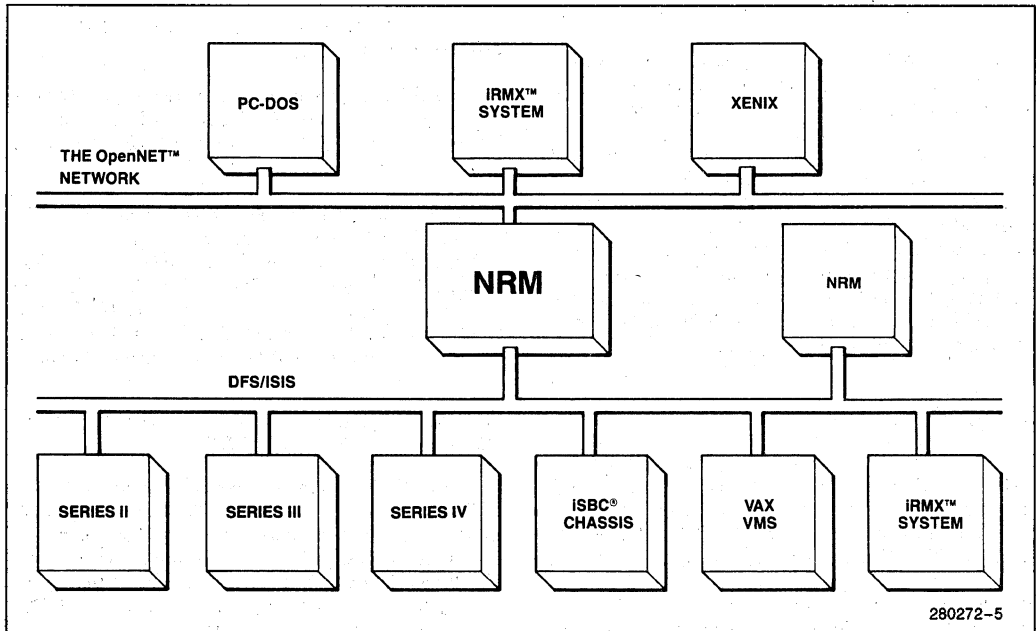 PC-DOS
iRMX™
SYSTEM
XENIX
THE OpenNET™
NETWORK
NRM
NRM
DFS/ISIS
SERIES II
SERIES III
SERIES IV
iSBC®
CHASSIS
VAX
VMS
iRMX™
SYSTEM
280272-5